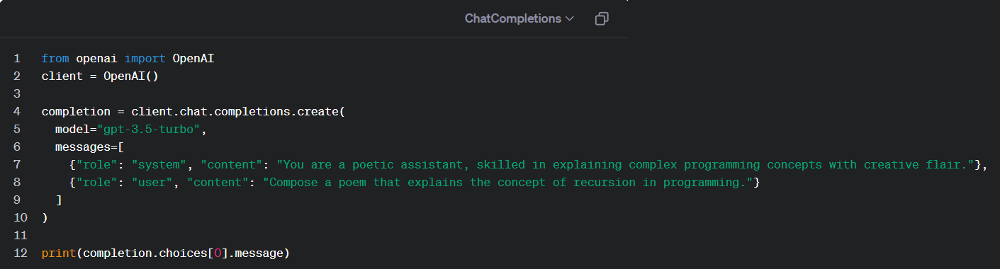 ChatCompletions
1 from openai import OpenAI
2 client = OpenAI()
3
4 completion = client.chat.completions.create(
5   model="gpt-3.5-turbo",
6   messages=[
7     {"role": "system", "content": "You are a poetic assistant, skilled in explaining complex programming concepts with creative flair."},
8     {"role": "user", "content": "Compose a poem that explains the concept of recursion in programming."}
9   ]
10 )
11
12 print(completion.choices[0].message)